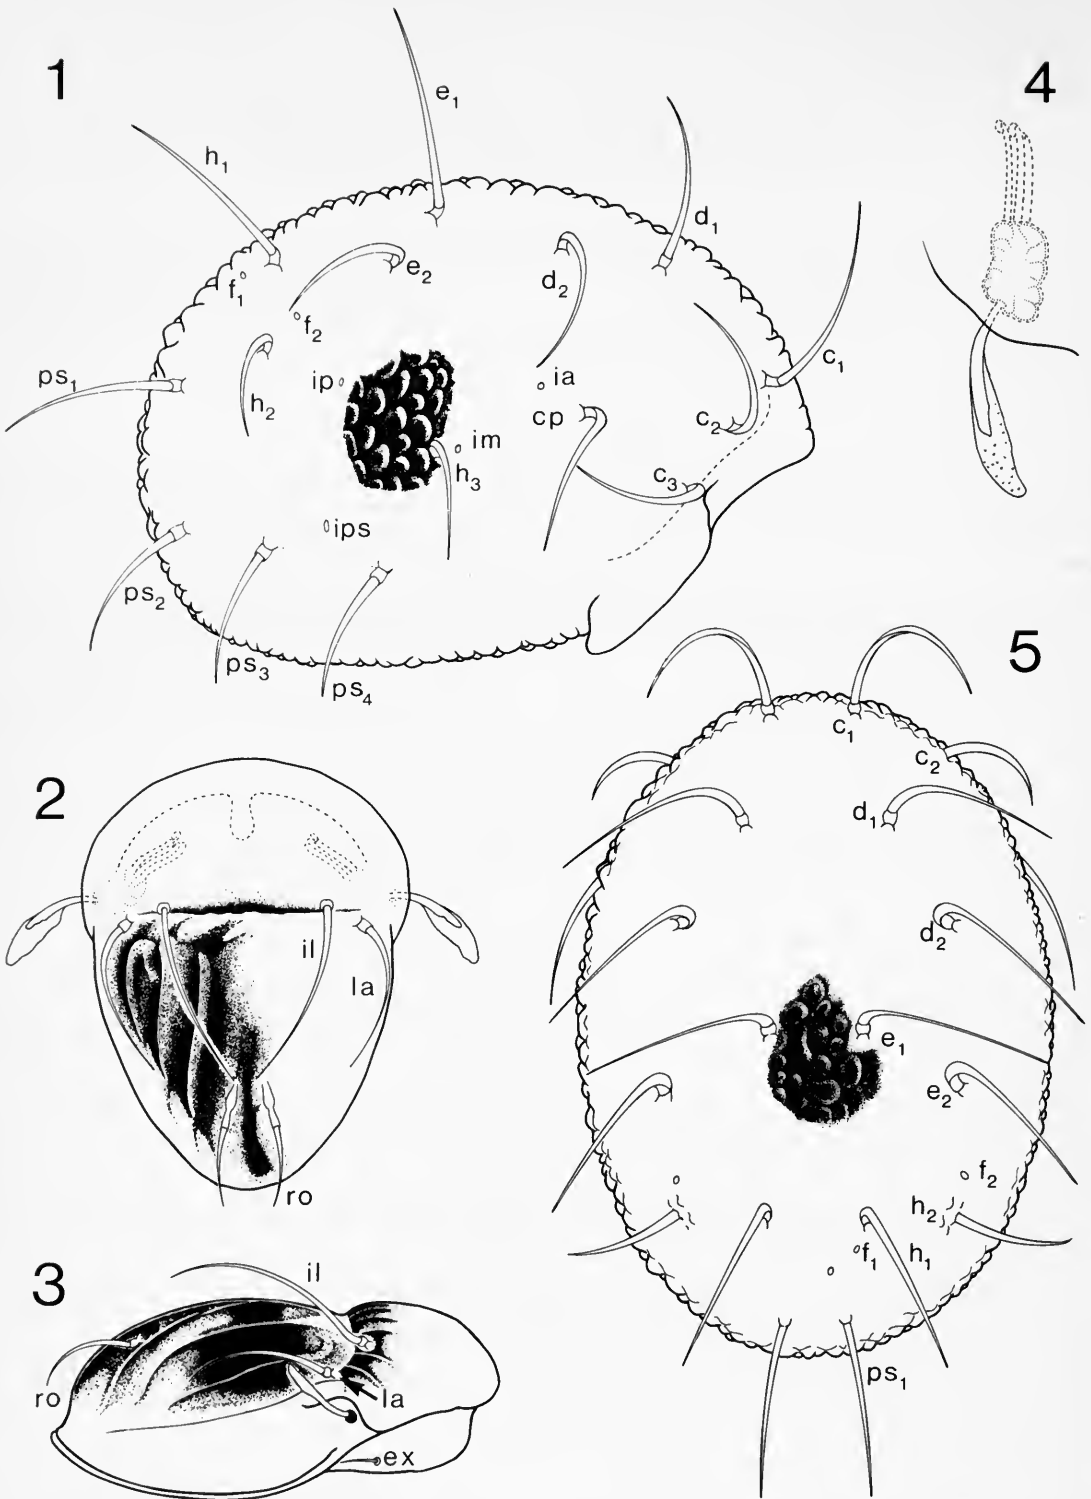 1
e₁
h₁
d₁
f₁
e₂
d₂
f₂
c₁
ps₁
h₂
ip
ia
cp
c₂
im
h₃
c₃
ips
ps₂
ps₃
ps₄
4
5
c₁
c₂
d₁
d₂
e₁
e₂
f₂
h₂
f₁
h₁
ps₁
2
il
la
ro
3
il
ro
la
ex